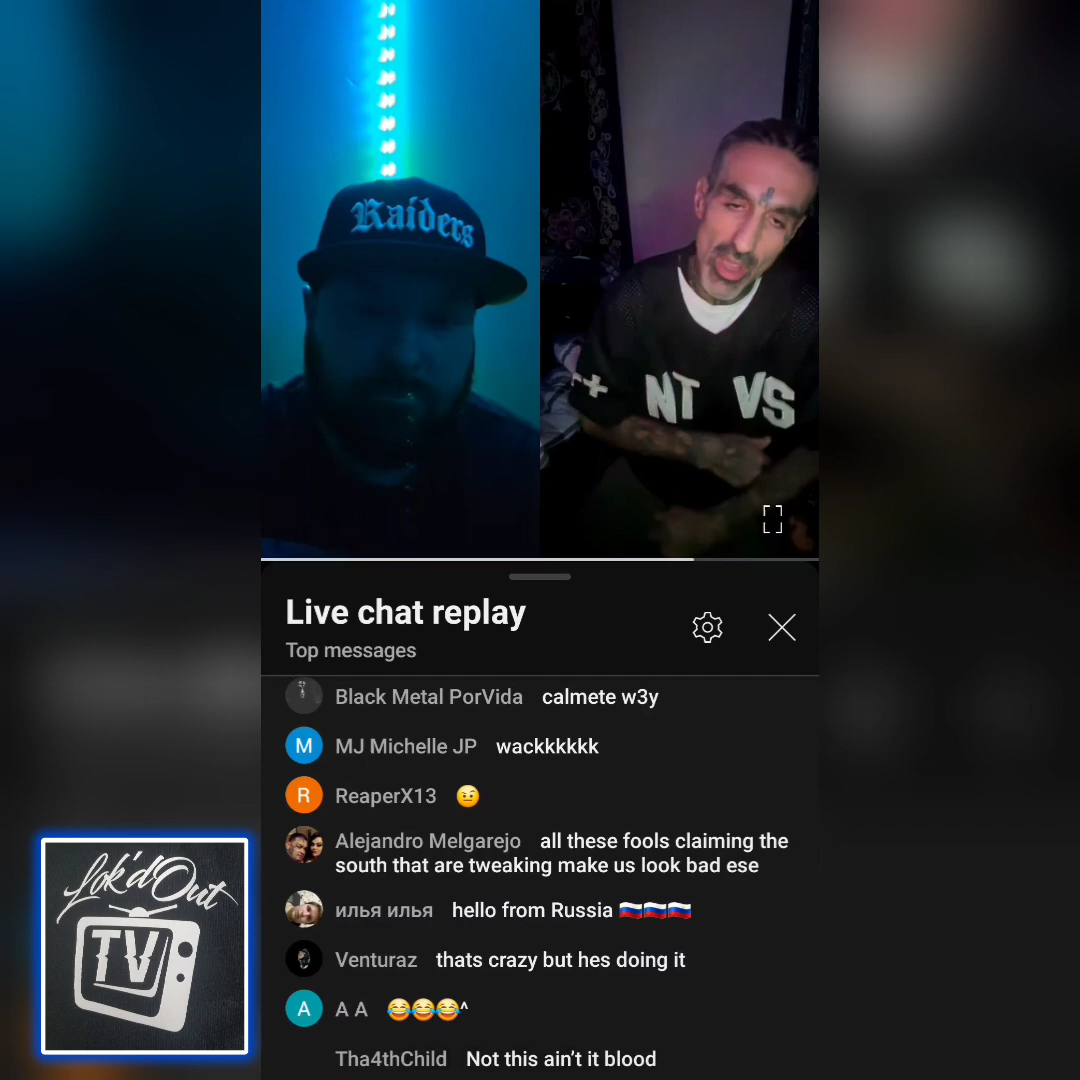 Raiders
NT VS
Live chat replay
Top messages
Black Metal PorVida calmete w3y
M MJ Michelle JP wackkkkkk
R ReaperX13 🤨
Alejandro Melgarejo all these fools claiming the
south that are tweaking make us look bad ese
илья илья hello from Russia 🇷🇺🇷🇺🇷🇺
Venturaz thats crazy but hes doing it
A A A 😂😂😂^
Tha4thChild Not this ain’t it blood
Lok'd Out
TV